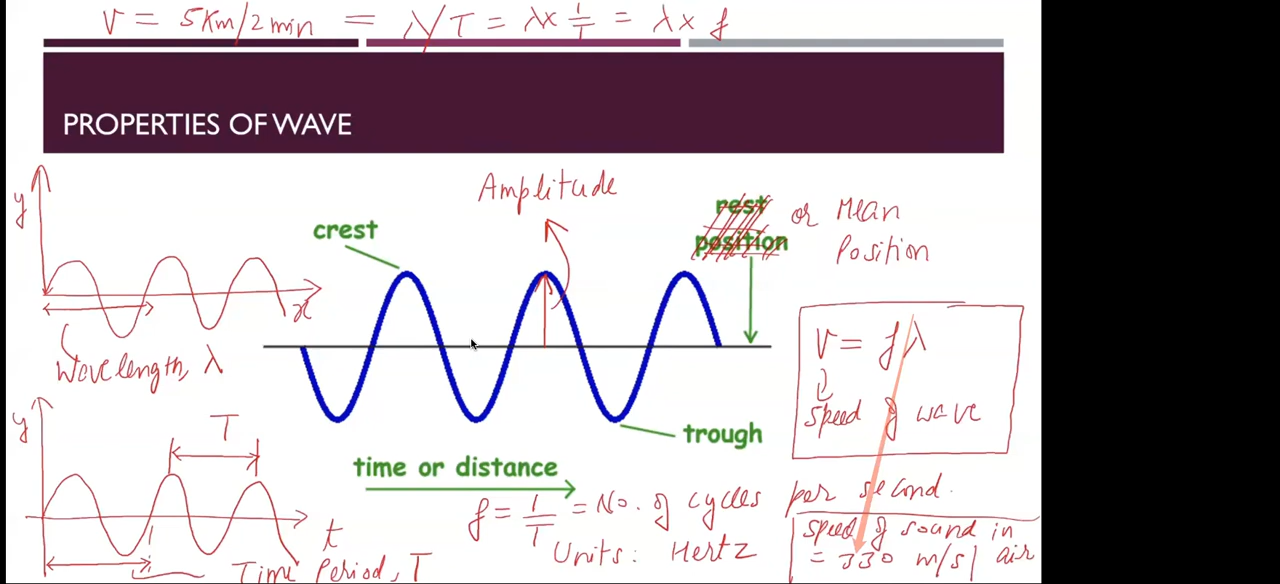 V = 5Km/2min = λ/T = λ x 1/T = λ x f
PROPERTIES OF WAVE
y
x
Wavelength, λ
y
T
t
Time Period, T
crest
Amplitude
rest
position
or Mean
Position
trough
time or distance
f = 1/T = No. of cycles per second.
Units: Hertz
V = fλ
Speed of wave
Speed of sound in
= 330 m/s air